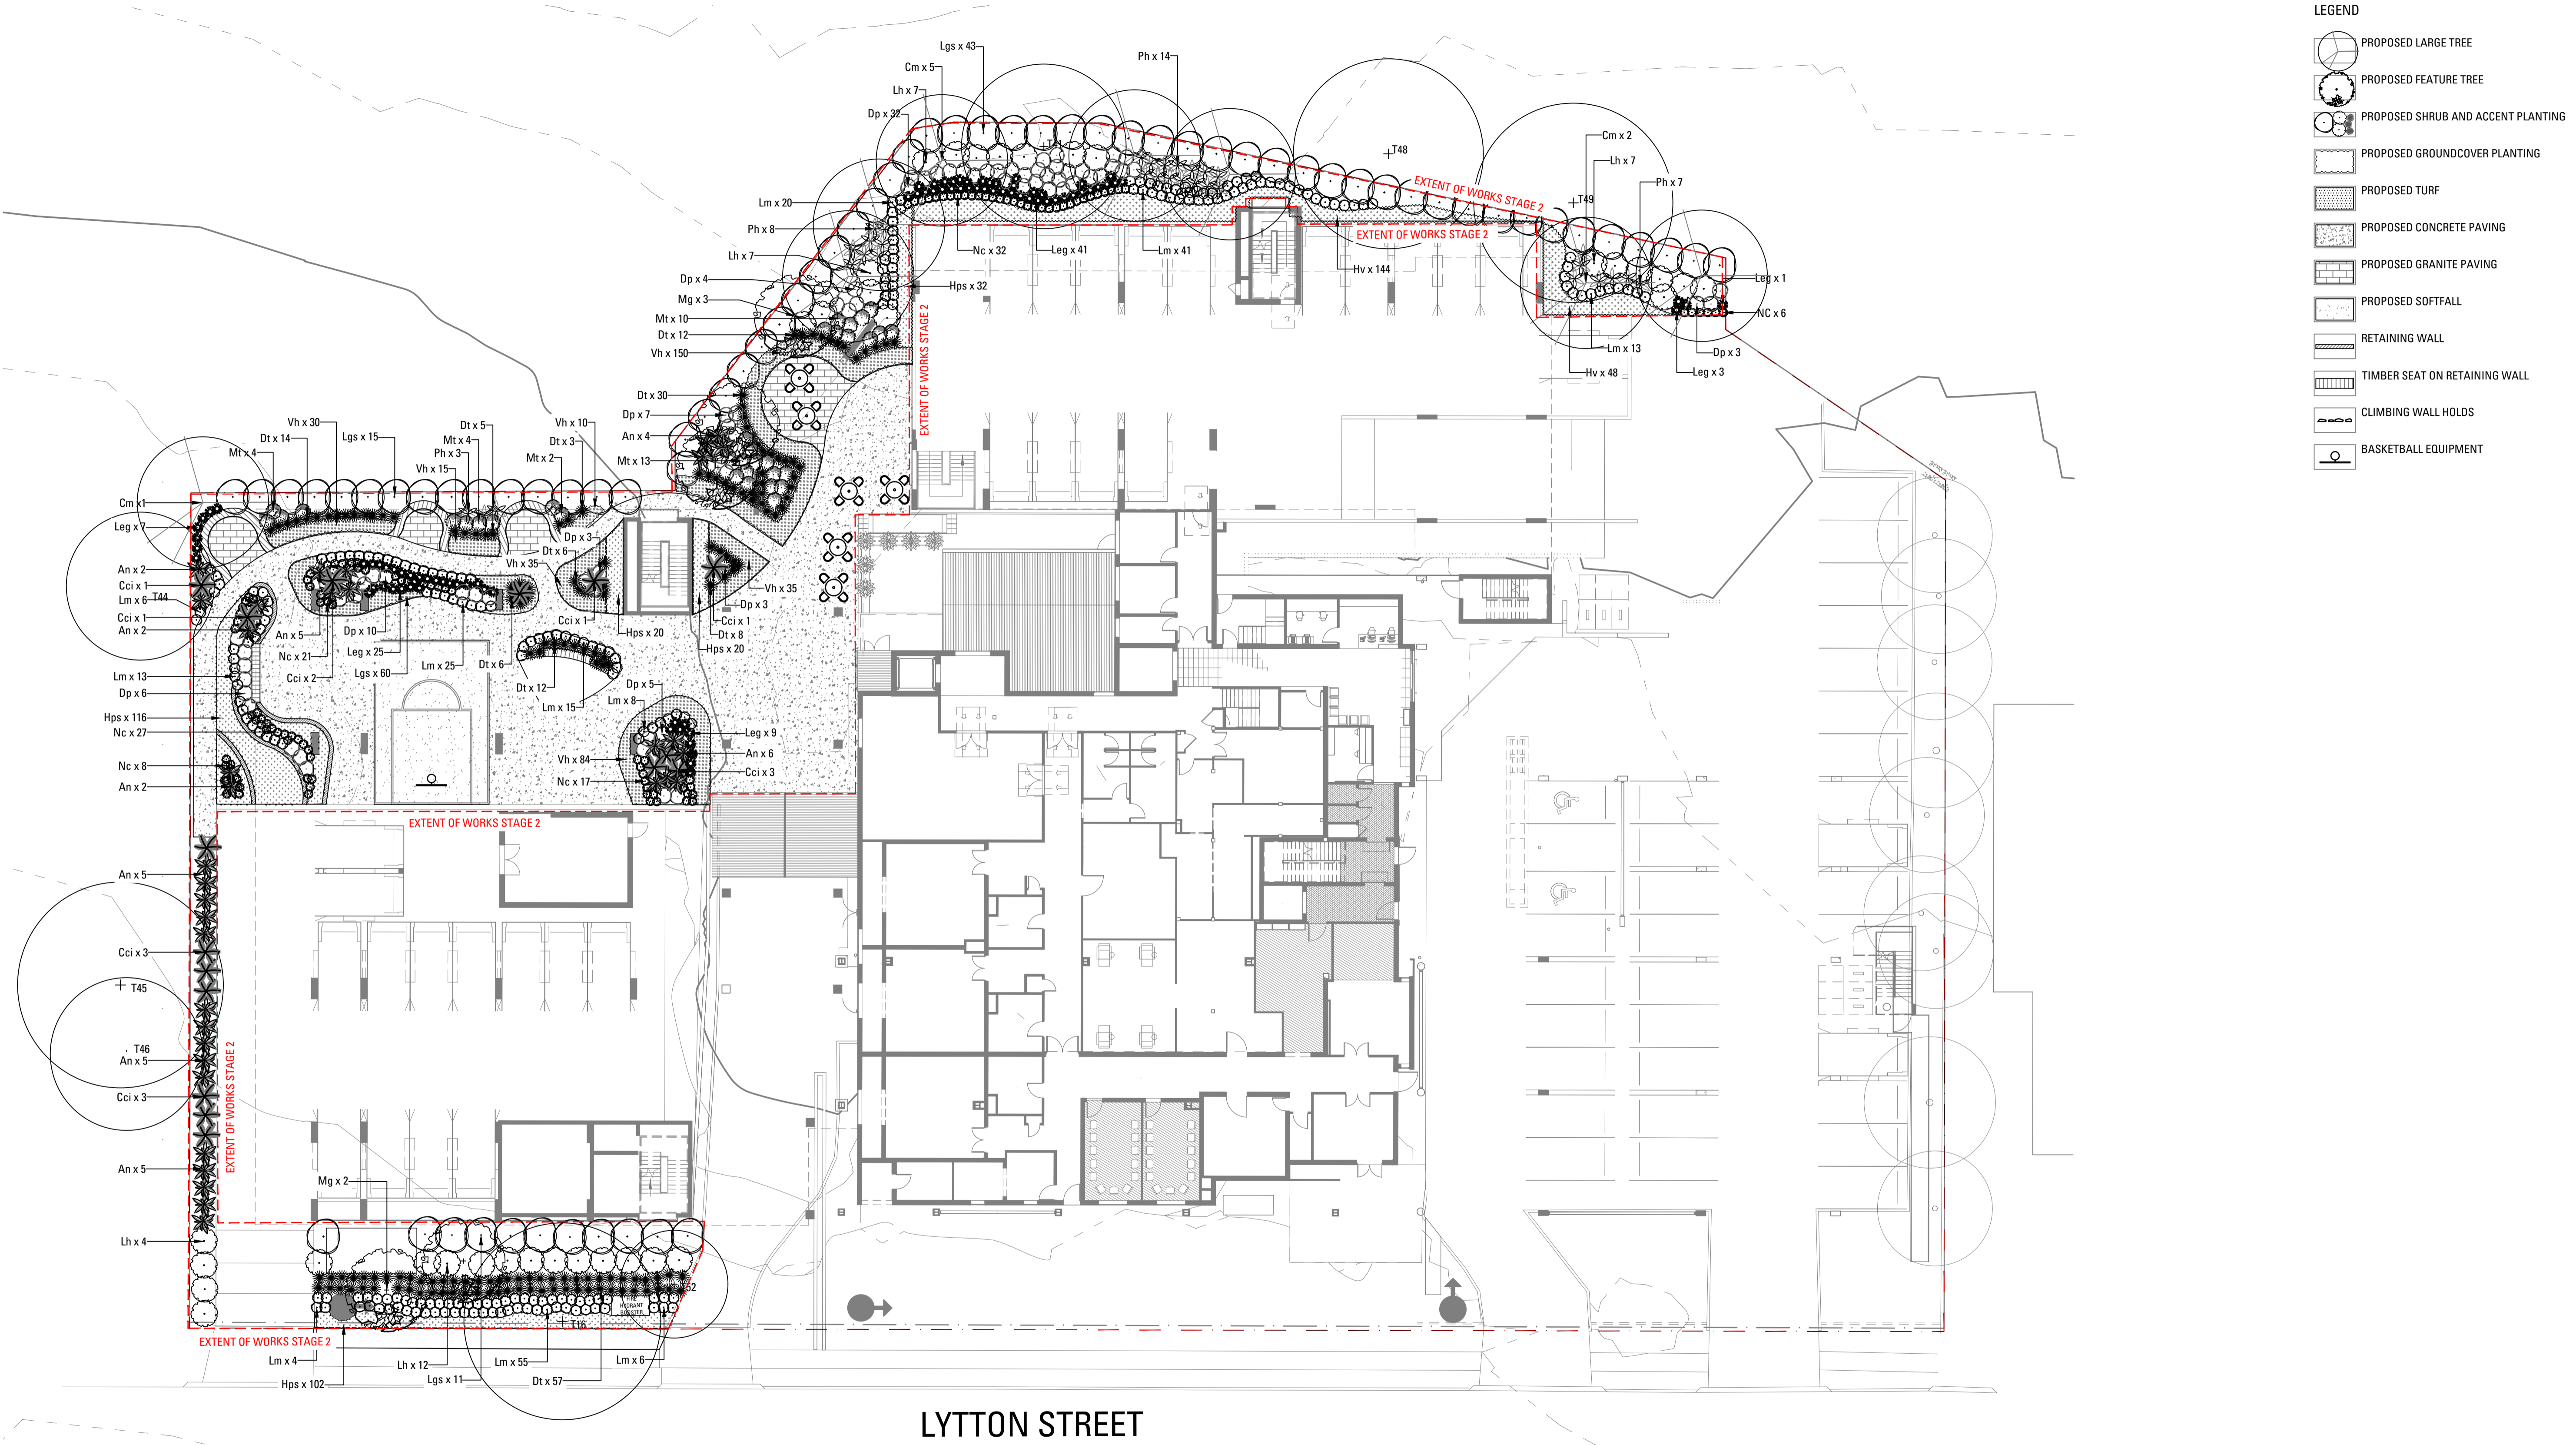 LEGEND
PROPOSED LARGE TREE
PROPOSED FEATURE TREE
PROPOSED SHRUB AND ACCENT PLANTING
PROPOSED GROUNDCOVER PLANTING
PROPOSED TURF
PROPOSED CONCRETE PAVING
PROPOSED GRANITE PAVING
PROPOSED SOFTFALL
RETAINING WALL
TIMBER SEAT ON RETAINING WALL
CLIMBING WALL HOLDS
BASKETBALL EQUIPMENT
Lgs x 43
Cm x 5
Lh x 7
Dp x 32
Ph x 14
T48
Cm x 2
Lh x 7
Ph x 7
T49
EXTENT OF WORKS STAGE 2
EXTENT OF WORKS STAGE 2
Lm x 20
Ph x 8
Lh x 7
Dp x 4
Mg x 3
Mt x 10
Dt x 12
Vh x 150
Nc x 32
Leg x 41
Lm x 41
Hv x 144
Hps x 32
Leg x 1
NC x 6
Lm x 13
Dp x 3
Hv x 48
Leg x 3
EXTENT OF WORKS STAGE 2
Dt x 30
Dp x 7
An x 4
Mt x 13
Vh x 30
Dt x 14
Mt x 4
Lgs x 15
Dt x 5
Mt x 4
Ph x 3
Vh x 15
Vh x 10
Dt x 3
Mt x 2
Cm x1
Leg x 7
An x 2
Cci x 1
Lm x 6
T44
Cci x 1
An x 2
Dp x 3
Dt x 6
Vh x 35
Vh x 35
Dp x 3
Cci x 1
Dt x 8
Hps x 20
Cci x 1
Hps x 20
An x 5
Nc x 21
Cci x 2
Dp x 10
Leg x 25
Lgs x 60
Lm x 25
Dt x 6
Dt x 12
Lm x 15
Lm x 13
Dp x 6
Hps x 116
Nc x 27
Nc x 8
An x 2
Dp x 5
Lm x 8
Leg x 9
An x 6
Cci x 3
Vh x 84
Nc x 17
EXTENT OF WORKS STAGE 2
An x 5
Cci x 3
T45
T46
An x 5
Cci x 3
An x 5
EXTENT OF WORKS STAGE 2
Mg x 2
Lh x 4
HYDRANT
BOOSTER
T16
EXTENT OF WORKS STAGE 2
Lm x 4
Hps x 102
Lh x 12
Lgs x 11
Lm x 55
Dt x 57
Lm x 6
LYTTON STREET